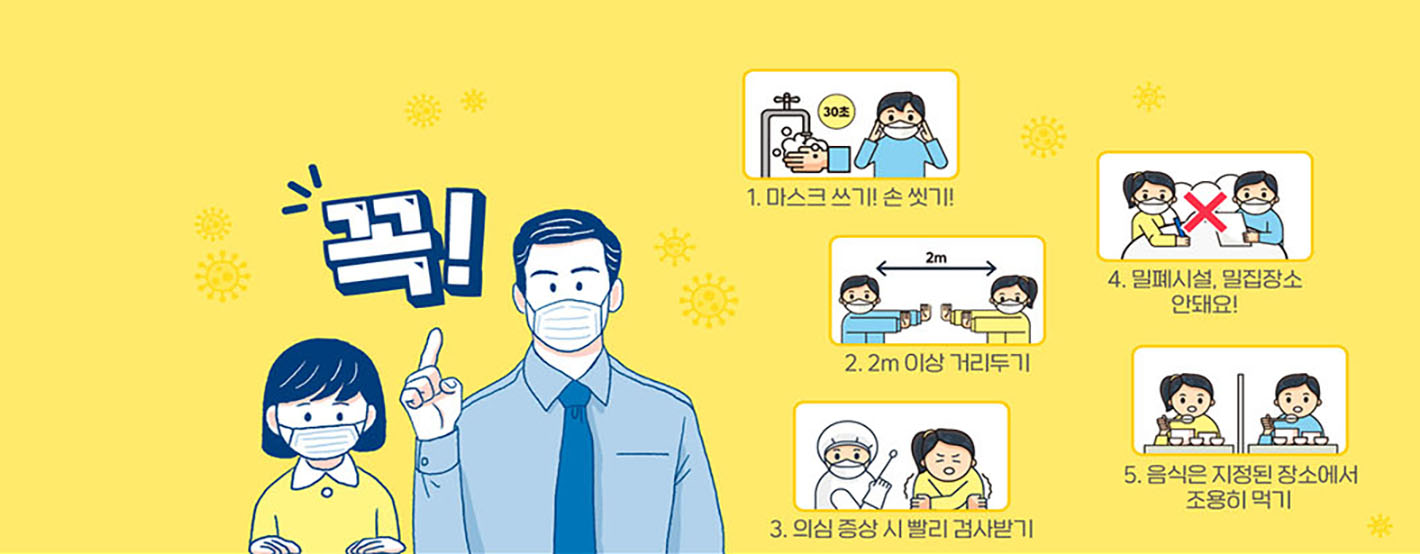 꼭!
30초
1. 마스크 쓰기! 손 씻기!
2m
2. 2m 이상 거리두기
3. 의심 증상 시 빨리 검사받기
4. 밀폐시설, 밀집장소
안돼요!
5. 음식은 지정된 장소에서
조용히 먹기